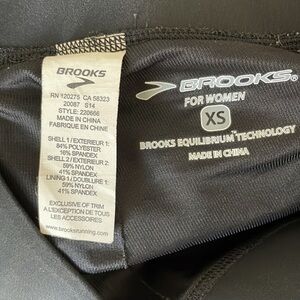 BROOKS
RN 120275 CA 58323
20087 S14
STYLE: 220666
MADE IN CHINA
FABRIQUE EN CHINE
SHELL 1 / EXTERIEUR 1:
84% POLYESTER
16% SPANDEX
SHELL 2 / EXTERIEUR 2:
59% NYLON
41% SPANDEX
LINING 1 / DOUBLURE 1:
59% NYLON
41% SPANDEX
EXCLUSIVE OF TRIM
A L'EXCEPTION DE TOUS
LES ACCESSOIRES
www.brooksrunning.com
BROOKS
FOR WOMEN
XS
BROOKS EQUILIBRIUM TECHNOLOGY
MADE IN CHINA